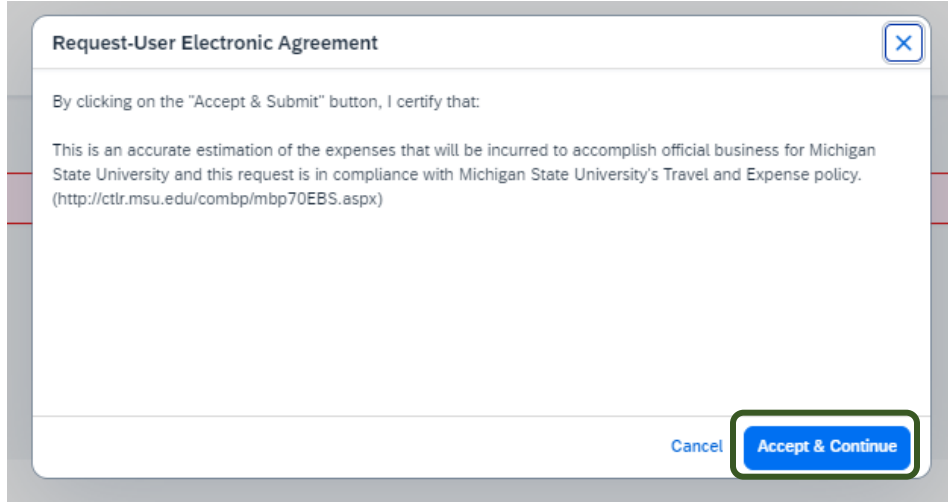 Request-User Electronic Agreement
By clicking on the "Accept & Submit" button, I certify that:
This is an accurate estimation of the expenses that will be incurred to accomplish official business for Michigan
State University and this request is in compliance with Michigan State University's Travel and Expense policy.
(http://ctlr.msu.edu/combp/mbp70EBS.aspx)
Cancel Accept & Continue